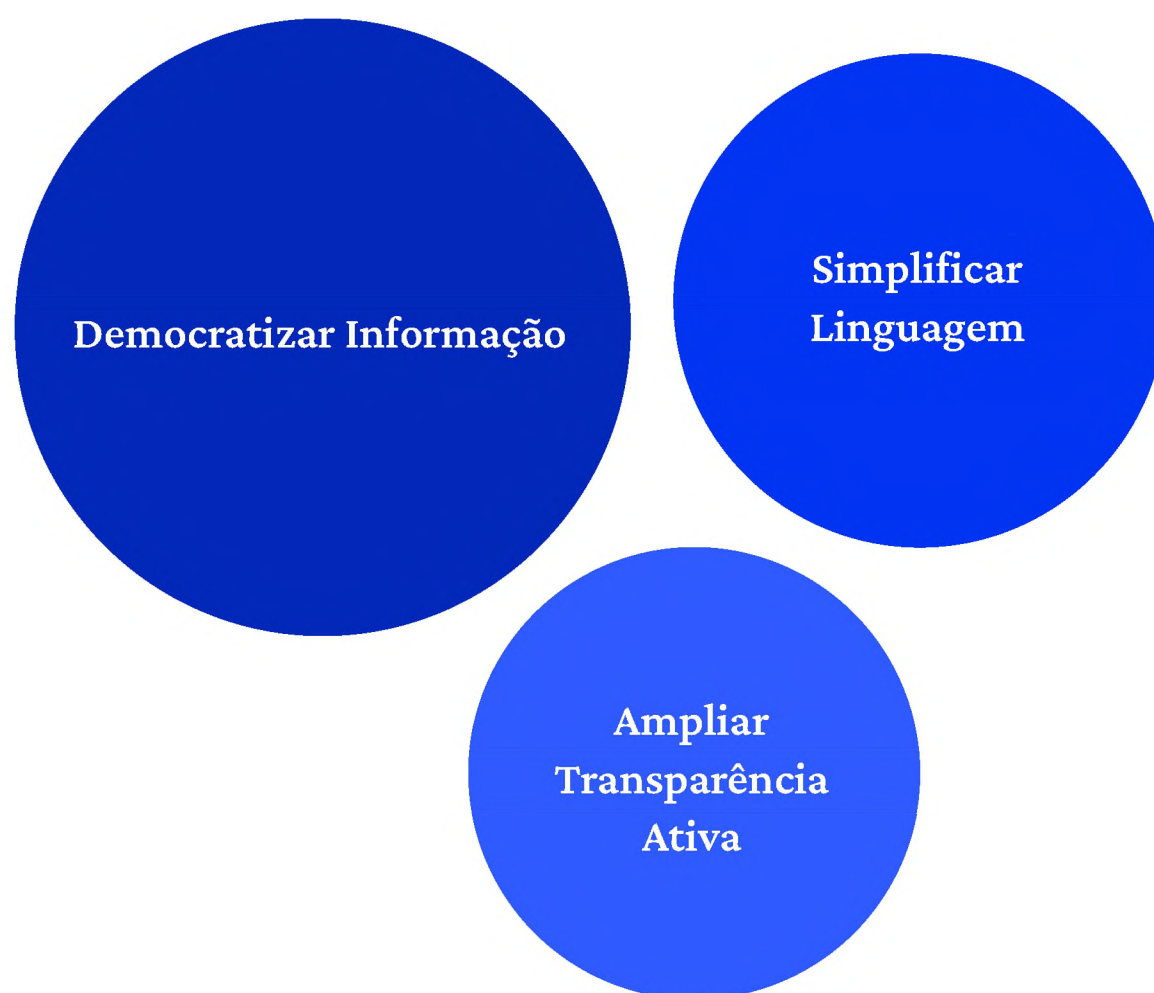 Democratizar Informação
Simplificar
Linguagem
Ampliar
Transparência
Ativa